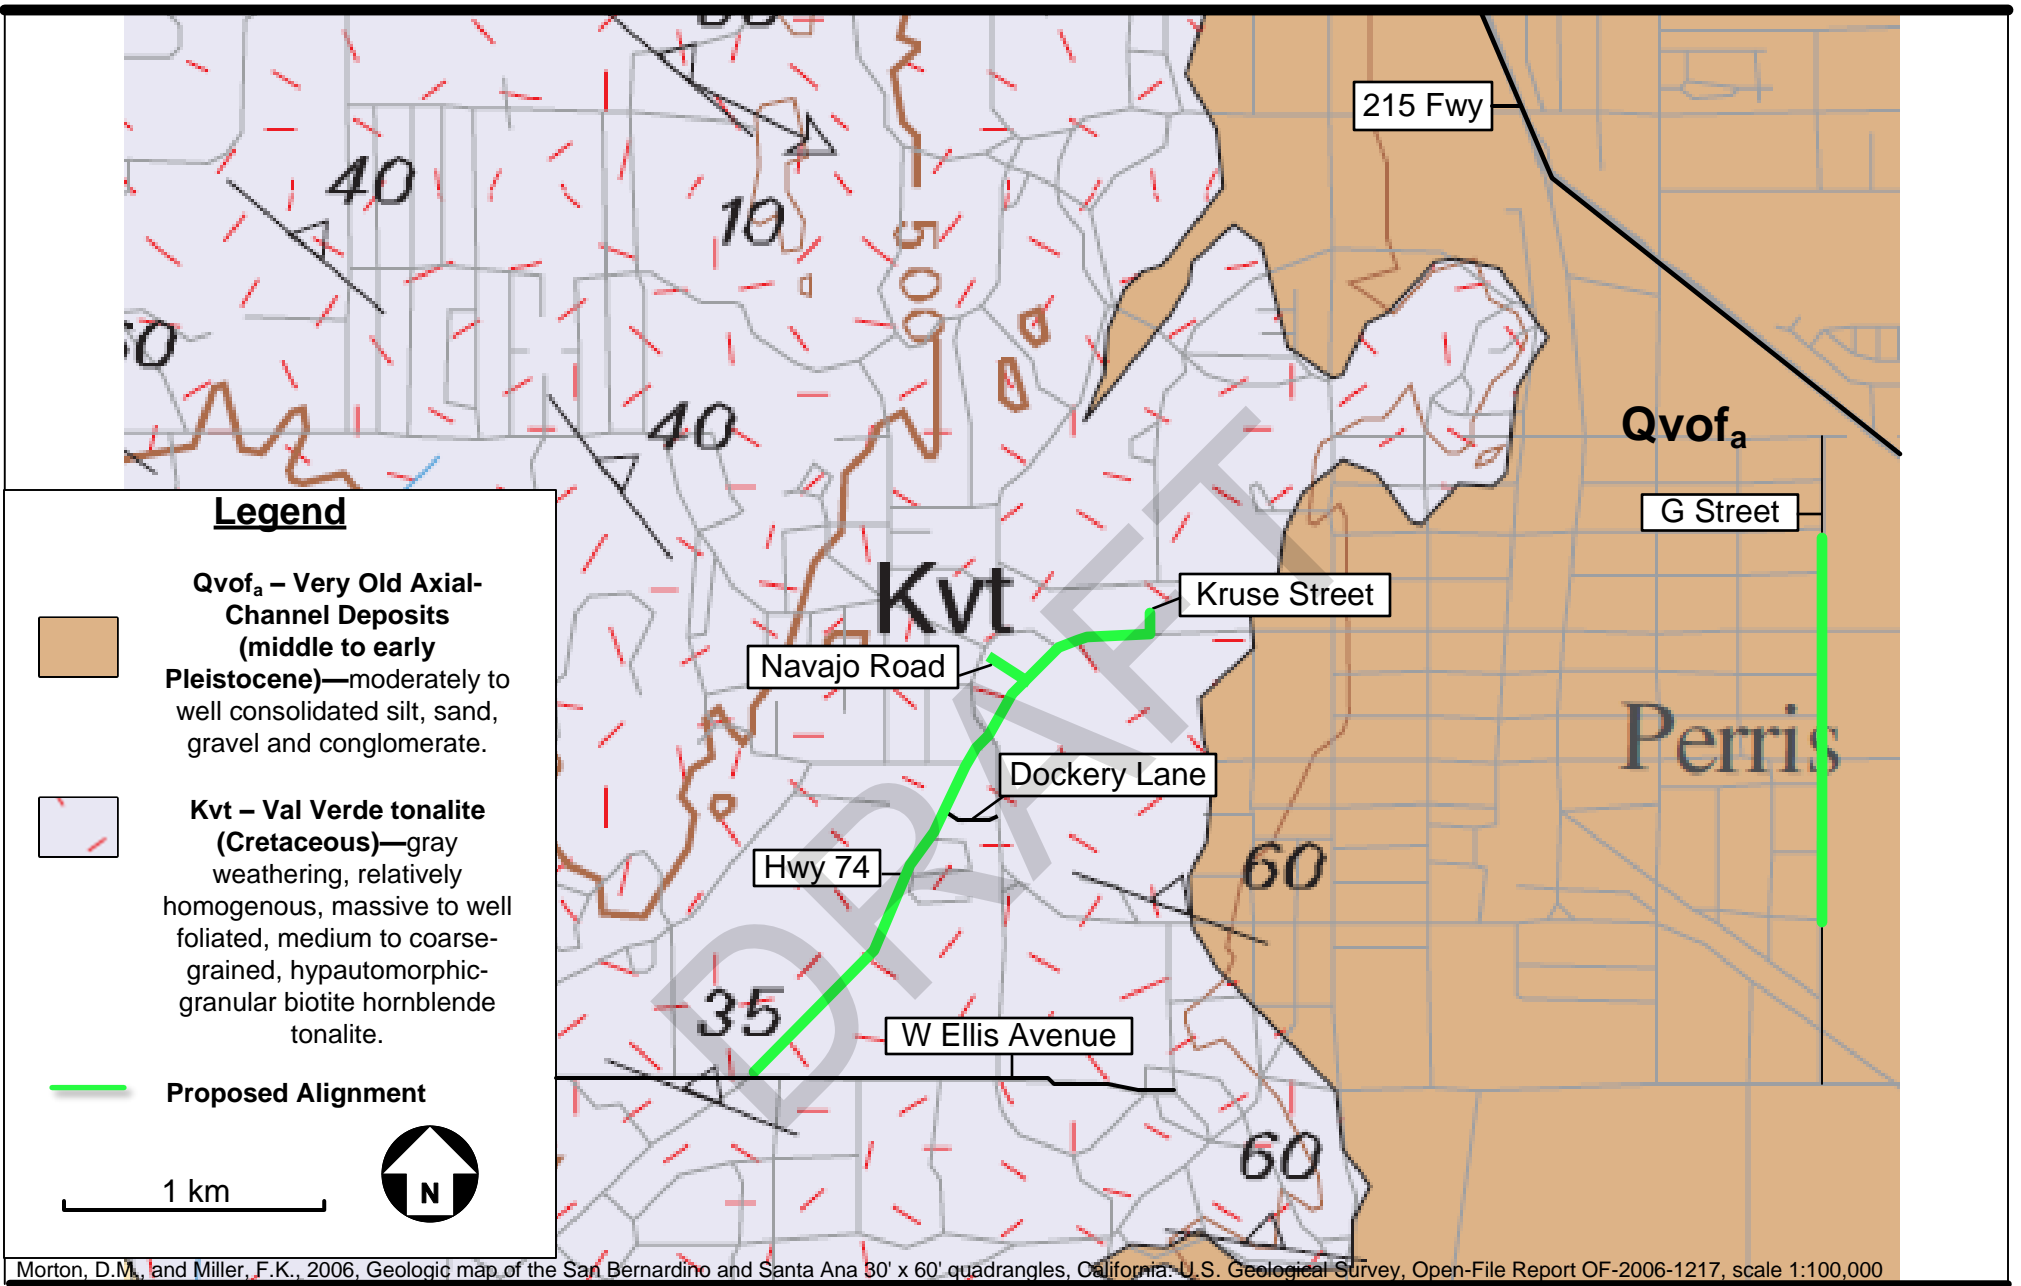 215 Fwy
40
10
500
40
Qvofa
G Street
Kvt
Kruse Street
Navajo Road
Perris
Dockery Lane
Hwy 74
60
35
W Ellis Avenue
60
DRAFT
Legend
Qvofa – Very Old Axial-
Channel Deposits
(middle to early
Pleistocene)—moderately to
well consolidated silt, sand,
gravel and conglomerate.
Kvt – Val Verde tonalite
(Cretaceous)—gray
weathering, relatively
homogenous, massive to well
foliated, medium to coarse-
grained, hypautomorphic-
granular biotite hornblende
tonalite.
Proposed Alignment
1 km
N
Morton, D.M., and Miller, F.K., 2006, Geologic map of the San Bernardino and Santa Ana 30' x 60' quadrangles, California: U.S. Geological Survey, Open-File Report OF-2006-1217, scale 1:100,000